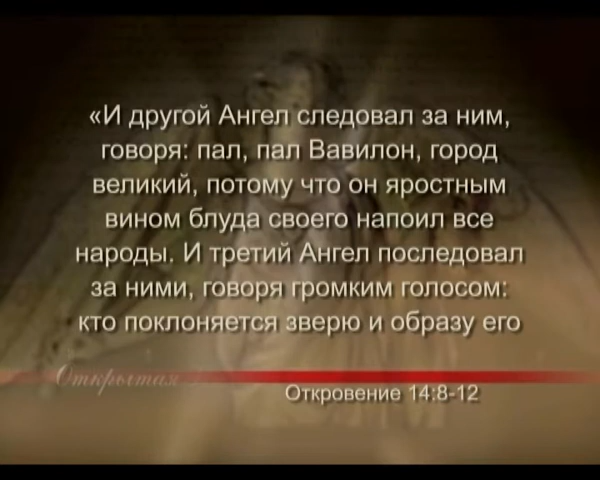 «И другой Ангел следовал за ним,
говоря: пал, пал Вавилон, город
великий, потому что он яростным
вином блуда своего напоил все
народы. И третий Ангел последовал
за ними, говоря громким голосом:
кто поклоняется зверю и образу его
Открытая
Откровение 14:8-12